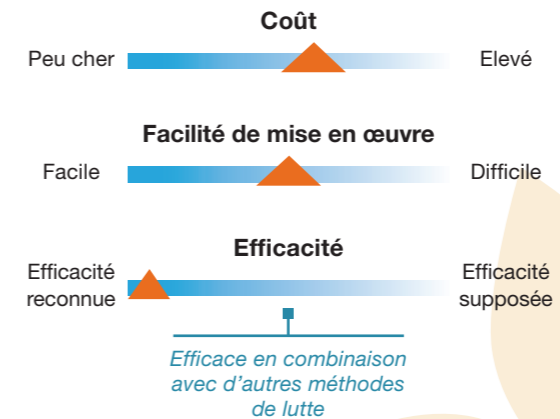 Coût
Peu cher
Elevé
Facilité de mise en œuvre
Facile
Difficile
Efficacité
Efficacité
reconnue
Efficacité
supposée
Efficace en combinaison
avec d'autres méthodes
de lutte